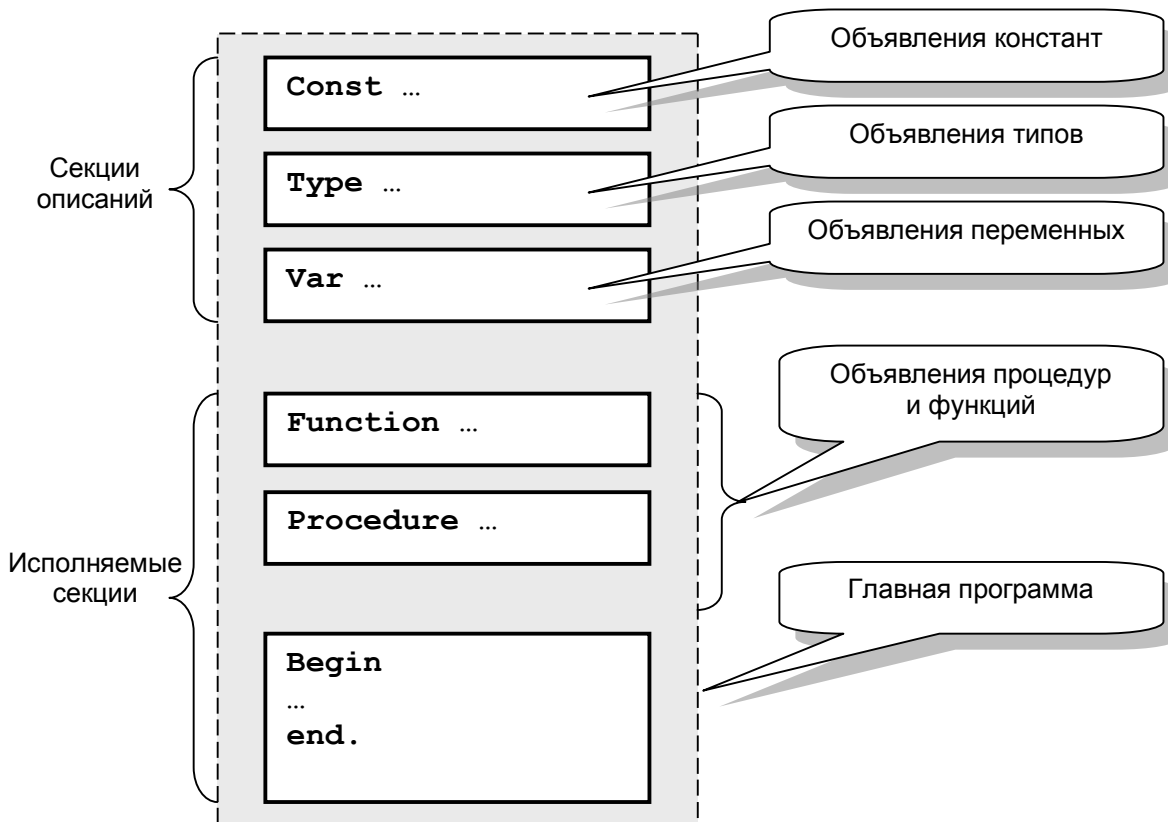 Объявления констант
Const …
Объявления типов
Секции
описаний
Type …
Объявления переменных
Var …
Объявления процедур
и функций
Function …
Procedure …
Исполняемые
секции
Главная программа
Begin
…
end.